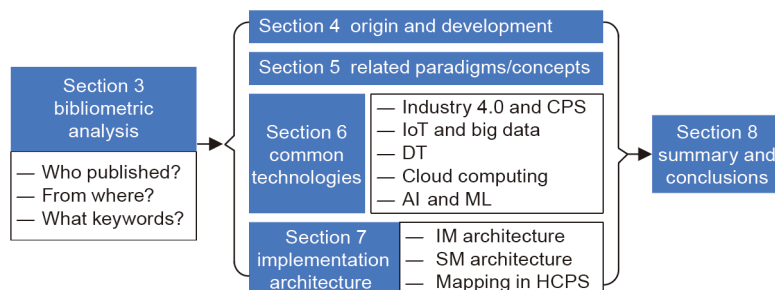 Section 3
bibliometric
analysis
— Who published?
— From where?
— What keywords?
Section 4 origin and development
Section 5 related paradigms/concepts
Section 6
common
technologies
— Industry 4.0 and CPS
— IoT and big data
— DT
— Cloud computing
— AI and ML
Section 7
implementation
architecture
— IM architecture
— SM architecture
— Mapping in HCPS
Section 8
summary and
conclusions